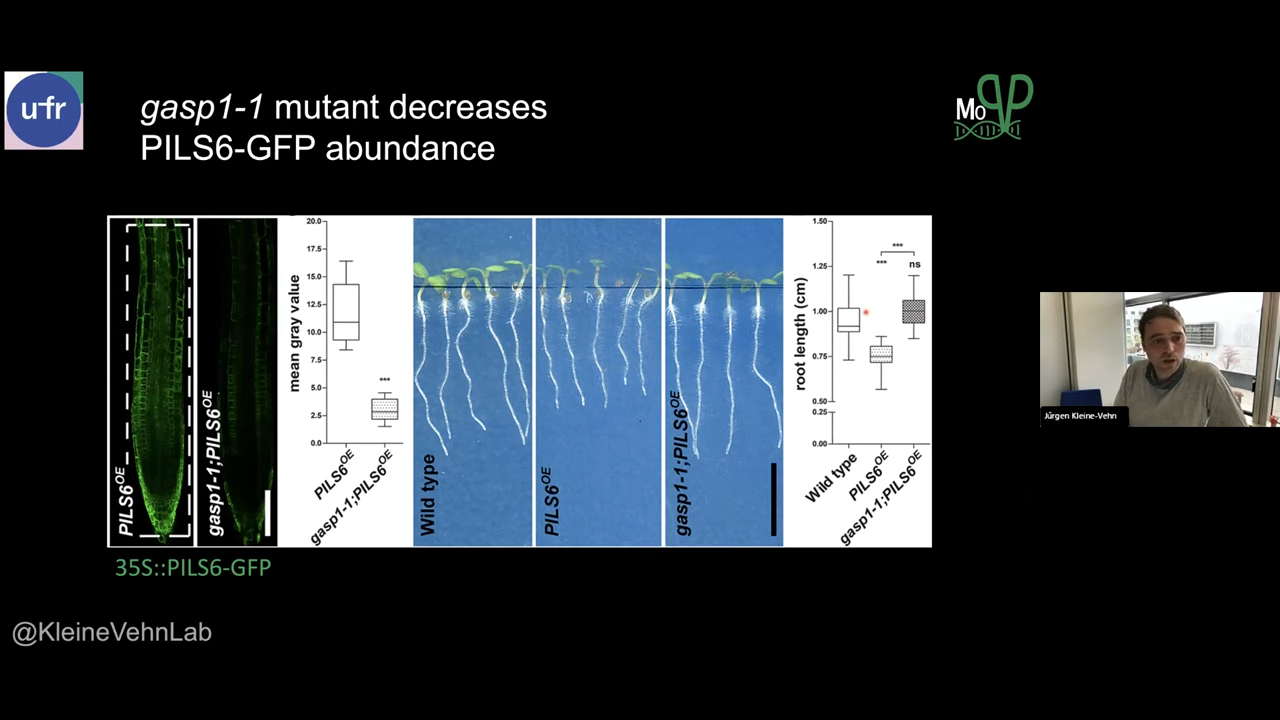 ufr
gasp1-1 mutant decreases
PILS6-GFP abundance
Mo
PILS6OE
gasp1-1;PILS6OE
mean gray value
20.0
17.5
15.0
12.5
10.0
7.5
5.0
2.5
0.0
***
PILS6OE
gasp1-1;PILS6OE
Wild type
PILS6OE
gasp1-1;PILS6OE
root length (cm)
1.50
1.25
1.00
0.75
0.50
0.25
0.00
***
***
ns
Wild type
PILS6OE
gasp1-1;PILS6OE
35S::PILS6-GFP
@KleineVehnLab
Jürgen Kleine-Vehn